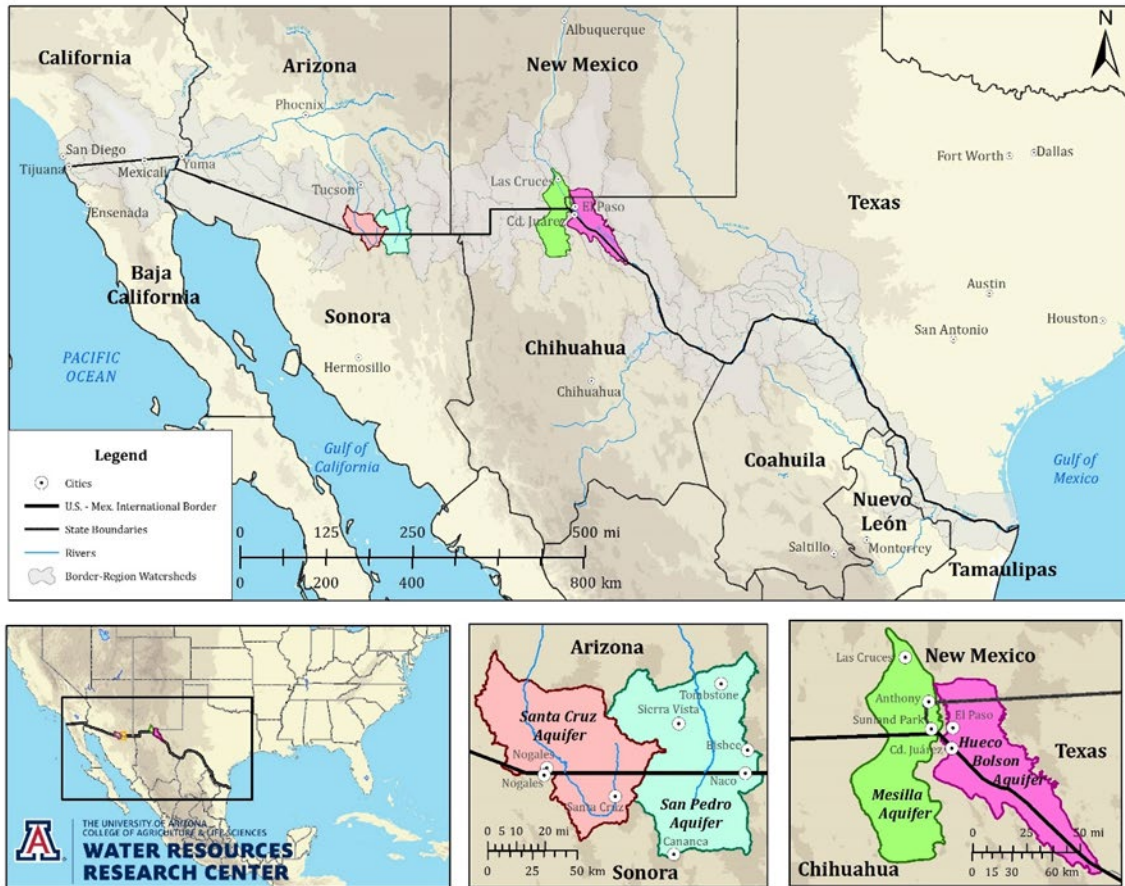 N
Albuquerque
California
Arizona
New Mexico
Phoenix
San Diego
Tijuana
Mexicali
Yuma
Fort Worth
Dallas
Tucson
Las Cruces
El Paso
Cd. Juárez
Ensenada
Texas
Baja
California
Sonora
Austin
San Antonio
Houston
Chihuahua
PACIFIC
OCEAN
Hermosillo
Chihuahua
Gulf of
California
Coahuila
Gulf of
Mexico
Nuevo
León
Saltillo
Monterrey
Tamaulipas
Legend
Cities
U.S. - Mex. International Border
State Boundaries
Rivers
Border-Region Watersheds
0 125 250 500 mi
0 200 400 800 km
THE UNIVERSITY OF ARIZONA
COLLEGE OF AGRICULTURE & LIFE SCIENCES
WATER RESOURCES
RESEARCH CENTER
A
Arizona
Tombstone
Sierra Vista
Santa Cruz
Aquifer
Bisbee
Nogales
Nogales
Naco
Santa Cruz
San Pedro
Aquifer
Cananca
0 5 10 20 mi
0 25 50 km
Sonora
Las Cruces
New Mexico
Anthony
Sunland Park
El Paso
Cd. Juárez
Hueco
Bolson
Aquifer
Texas
Mesilla
Aquifer
0 25 50 mi
0 15 30 60 km
Chihuahua